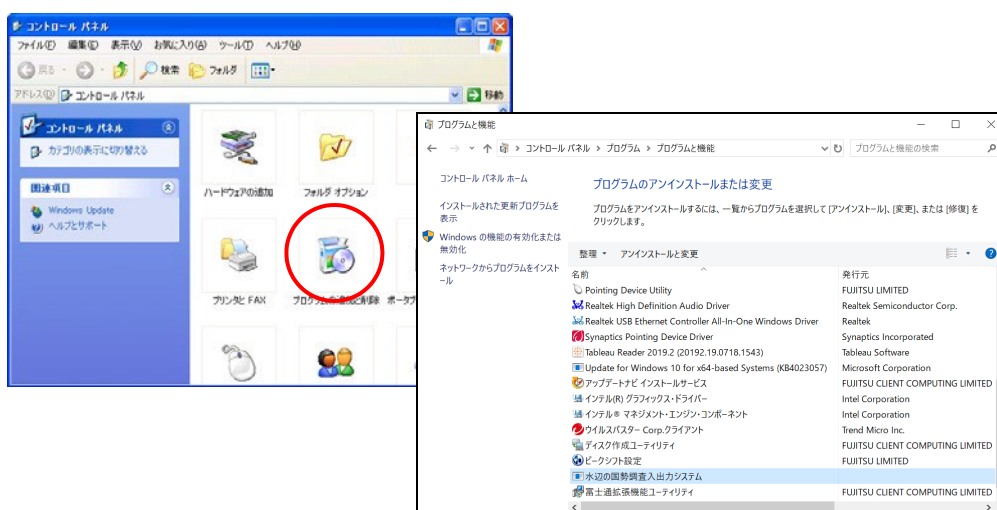 コントロール パネル
ファイル(F) 編集(E) 表示(V) お気に入り(A) ツール(T) ヘルプ(H)
戻る 検索 フォルダ
アドレス(D) コントロール パネル 移動
コントロール パネル
カテゴリの表示に切り替える
関連項目
Windows Update
ヘルプとサポート
ハードウェアの追加 フォルダ オプション
プリンタと FAX プログラムの追加と削除 ポータブ
プログラムと機能
コントロール パネル > プログラム > プログラムと機能 プログラムと機能の検索
コントロール パネル ホーム
インストールされた更新プログラムを
表示
Windows の機能の有効化または
無効化
ネットワークからプログラムをインスト
ール
プログラムのアンインストールまたは変更
プログラムをアンインストールするには、一覧からプログラムを選択して [アンインストール]、[変更]、または [修復] を
クリックします。
整理 アンインストールと変更
名前 発行元
Pointing Device Utility FUJITSU LIMITED
Realtek High Definition Audio Driver Realtek Semiconductor Corp.
Realtek USB Ethernet Controller All-In-One Windows Driver Realtek
Synaptics Pointing Device Driver Synaptics Incorporated
Tableau Reader 2019.2 (20192.19.0718.1543) Tableau Software
Update for Windows 10 for x64-based Systems (KB4023057) Microsoft Corporation
アップデートナビ インストールサービス FUJITSU CLIENT COMPUTING LIMITED
インテル(R) グラフィックス・ドライバー Intel Corporation
インテル® マネジメント・エンジン・コンポーネント Intel Corporation
ウイルスバスター Corp.クライアント Trend Micro Inc.
ディスク作成ユーティリティ FUJITSU CLIENT COMPUTING LIMITED
ピークシフト設定 FUJITSU LIMITED
水辺の国勢調査入出力システム
富士通拡張機能ユーティリティ FUJITSU CLIENT COMPUTING LIMITED